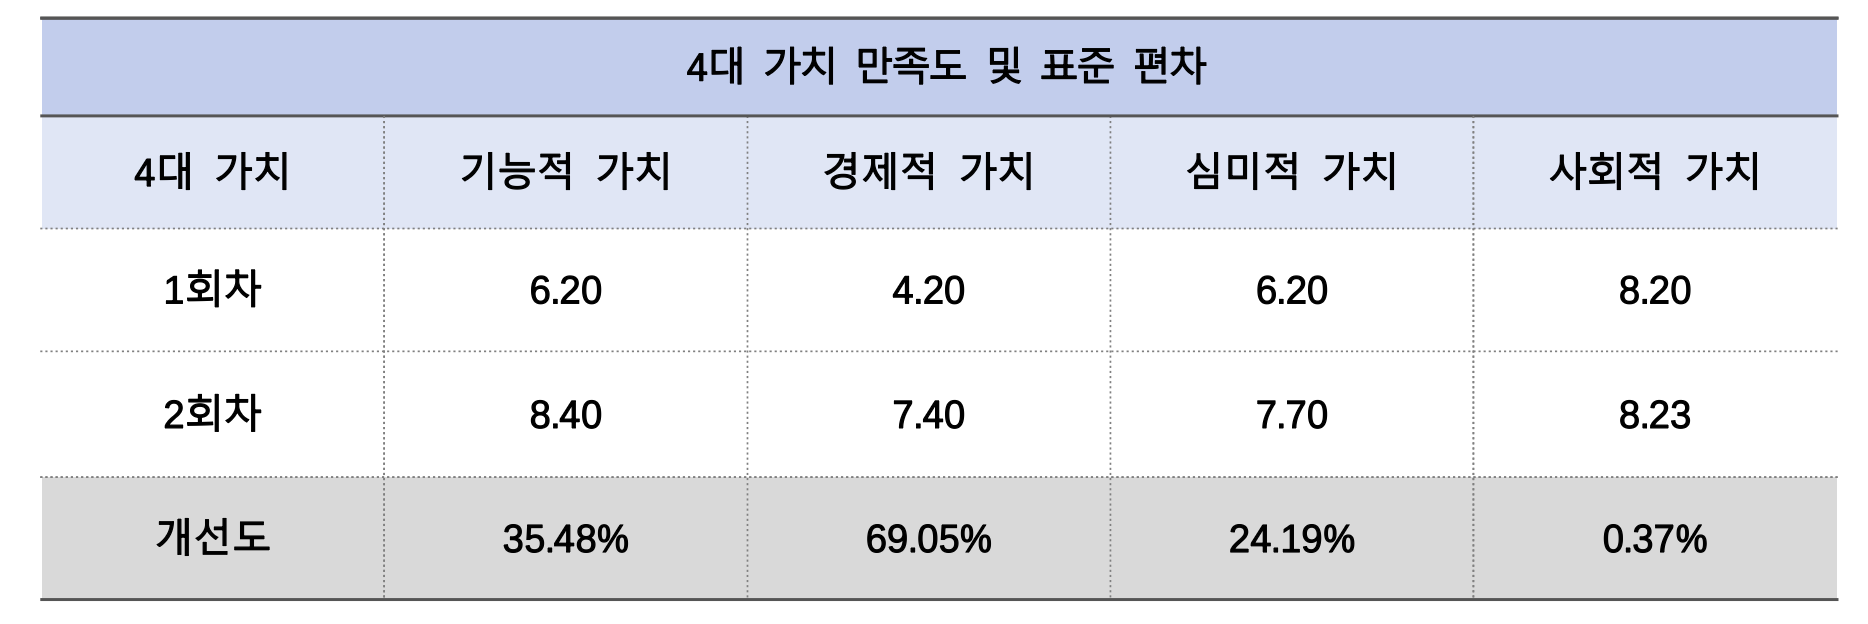 4대 가치 만족도 및 표준 편차
4대 가치 기능적 가치 경제적 가치 심미적 가치 사회적 가치
1회차 6.20 4.20 6.20 8.20
2회차 8.40 7.40 7.70 8.23
개선도 35.48% 69.05% 24.19% 0.37%